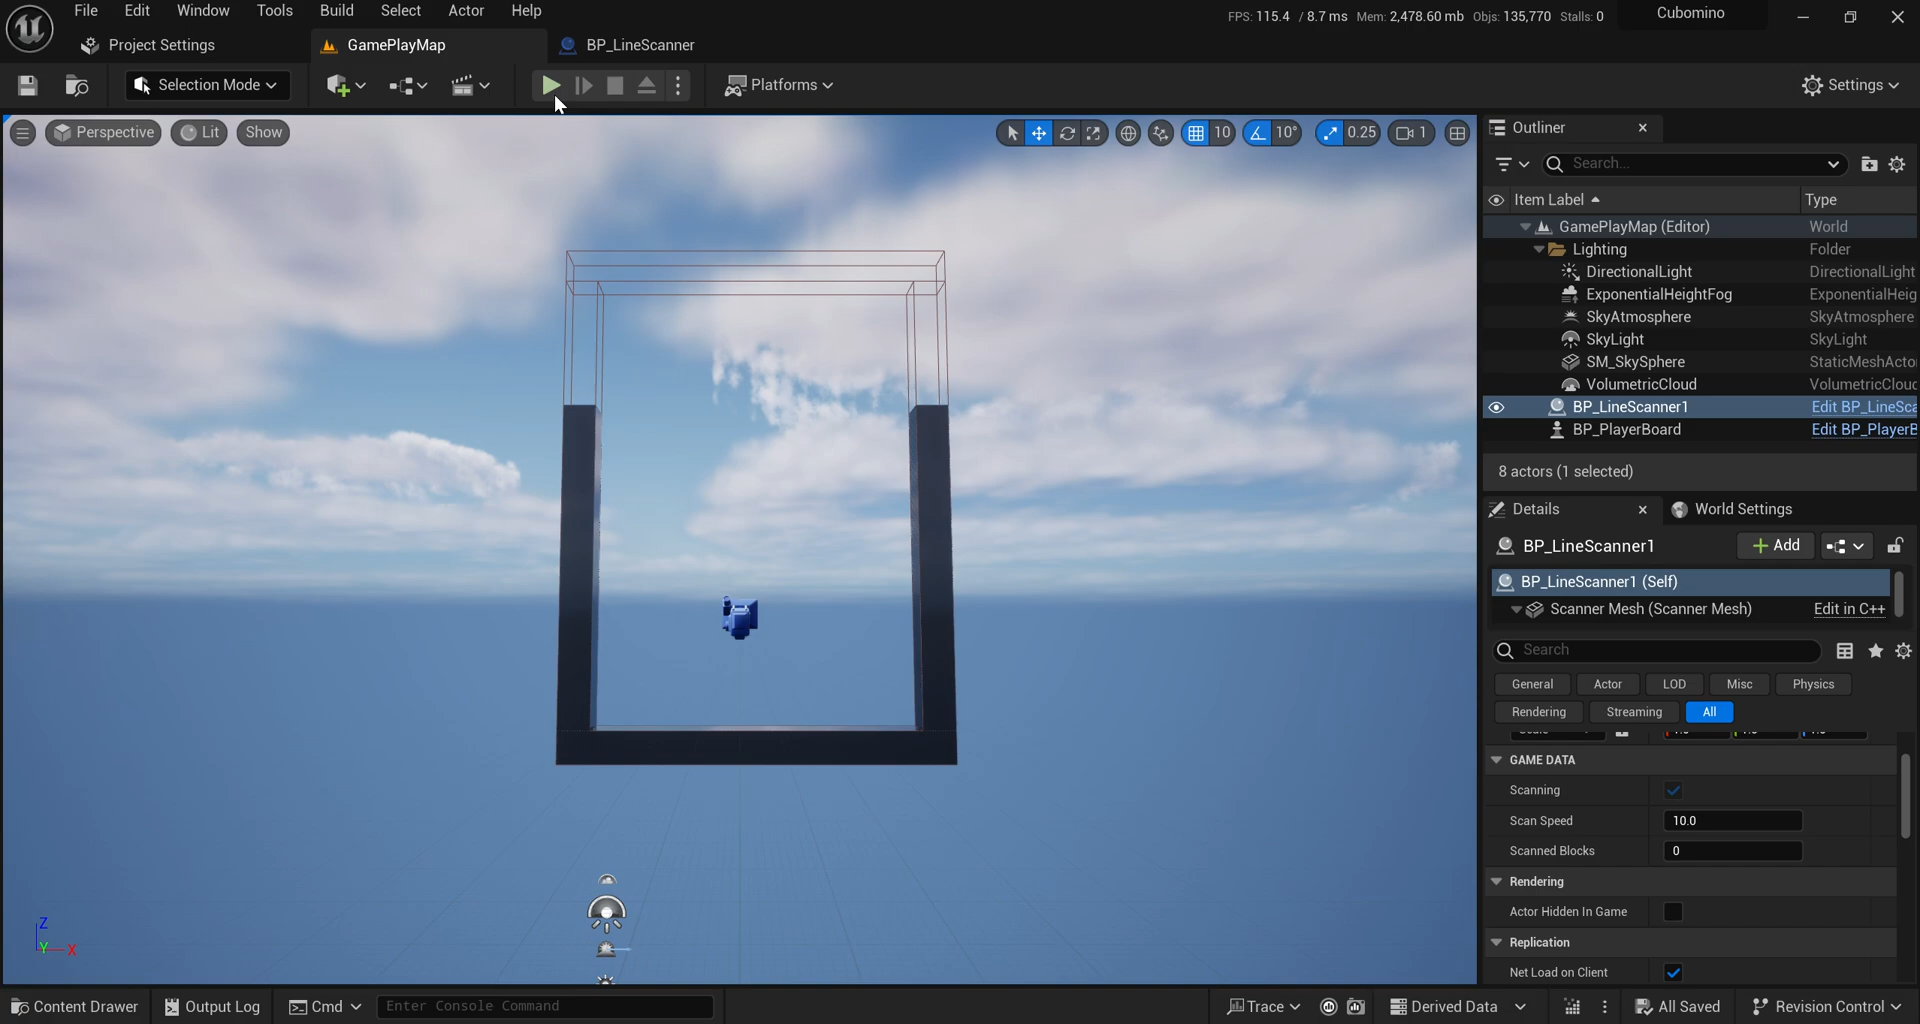 File Edit Window Tools Build Select Actor Help
FPS: 115.4 / 8.7 ms Mem: 2,478.60 mb Objs: 135,770 Stalls: 0
Cubomino
Project Settings
GamePlayMap
BP_LineScanner
Selection Mode
Platforms
Settings
Perspective
Lit
Show
10
10°
0.25
1
Outliner
Search...
Item Label Type
GamePlayMap (Editor) World
Lighting Folder
DirectionalLight DirectionalLight
ExponentialHeightFog ExponentialHeig
SkyAtmosphere SkyAtmosphere
SkyLight SkyLight
SM_SkySphere StaticMeshActo
VolumetricCloud VolumetricCloud
BP_LineScanner1 Edit BP_LineSca
BP_PlayerBoard Edit BP_PlayerB
8 actors (1 selected)
Details
World Settings
BP_LineScanner1
Add
BP_LineScanner1 (Self)
Scanner Mesh (Scanner Mesh) Edit in C++
Search
General Actor LOD Misc Physics
Rendering Streaming All
GAME DATA
Scanning
Scan Speed 10.0
Scanned Blocks 0
Rendering
Actor Hidden In Game
Replication
Net Load on Client
Z
Y
X
Content Drawer
Output Log
Cmd
Enter Console Command
Trace
Derived Data
All Saved
Revision Control